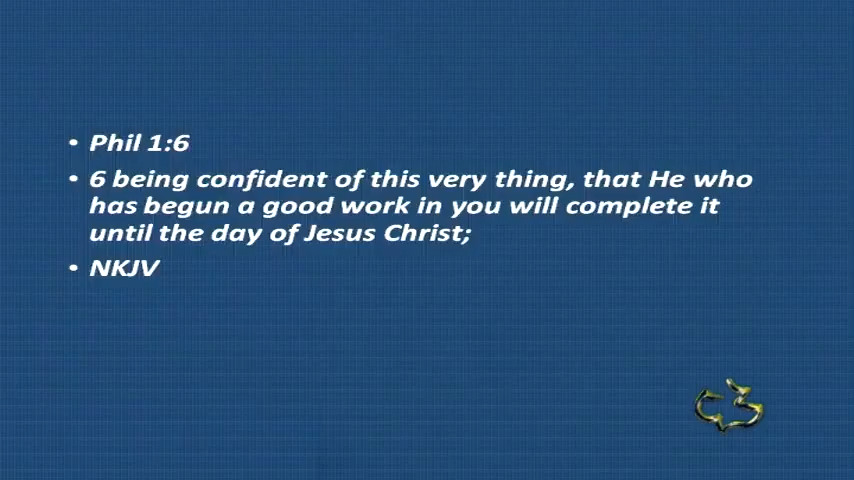 • Phil 1:6
• 6 being confident of this very thing, that He who
has begun a good work in you will complete it
until the day of Jesus Christ;
• NKJV
C3